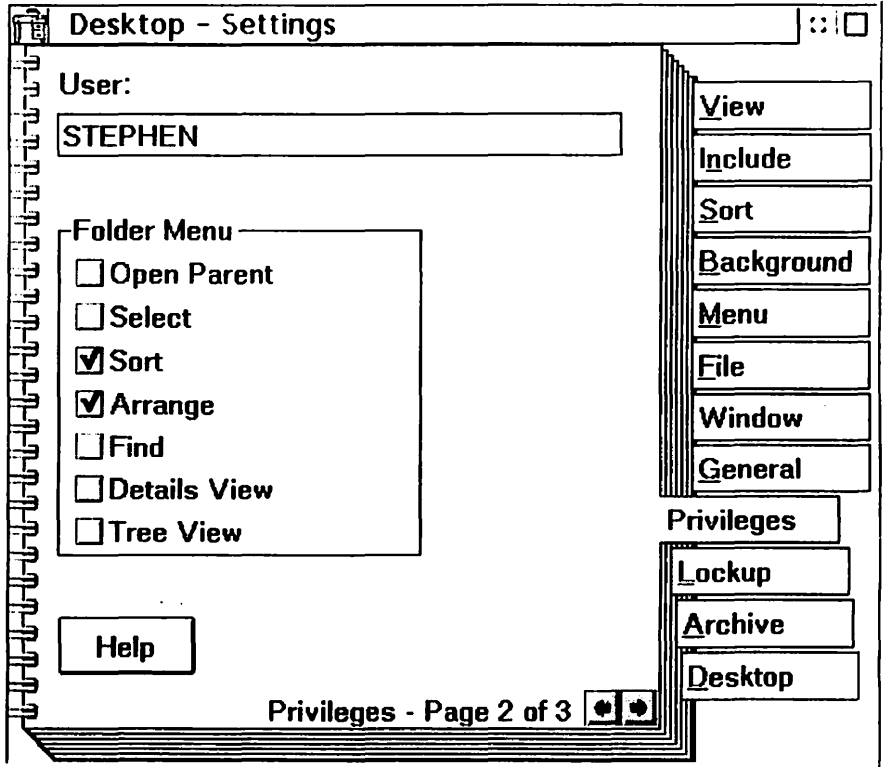 Desktop - Settings
User:
STEPHEN
Folder Menu
Open Parent
Select
Sort
Arrange
Find
Details View
Tree View
Help
Privileges - Page 2 of 3
View
Include
Sort
Background
Menu
File
Window
General
Privileges
Lockup
Archive
Desktop